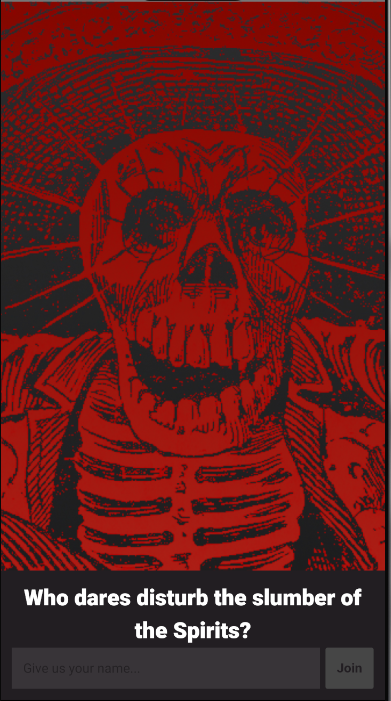 Who dares disturb the slumber of
the Spirits?
Give us your name...
Join